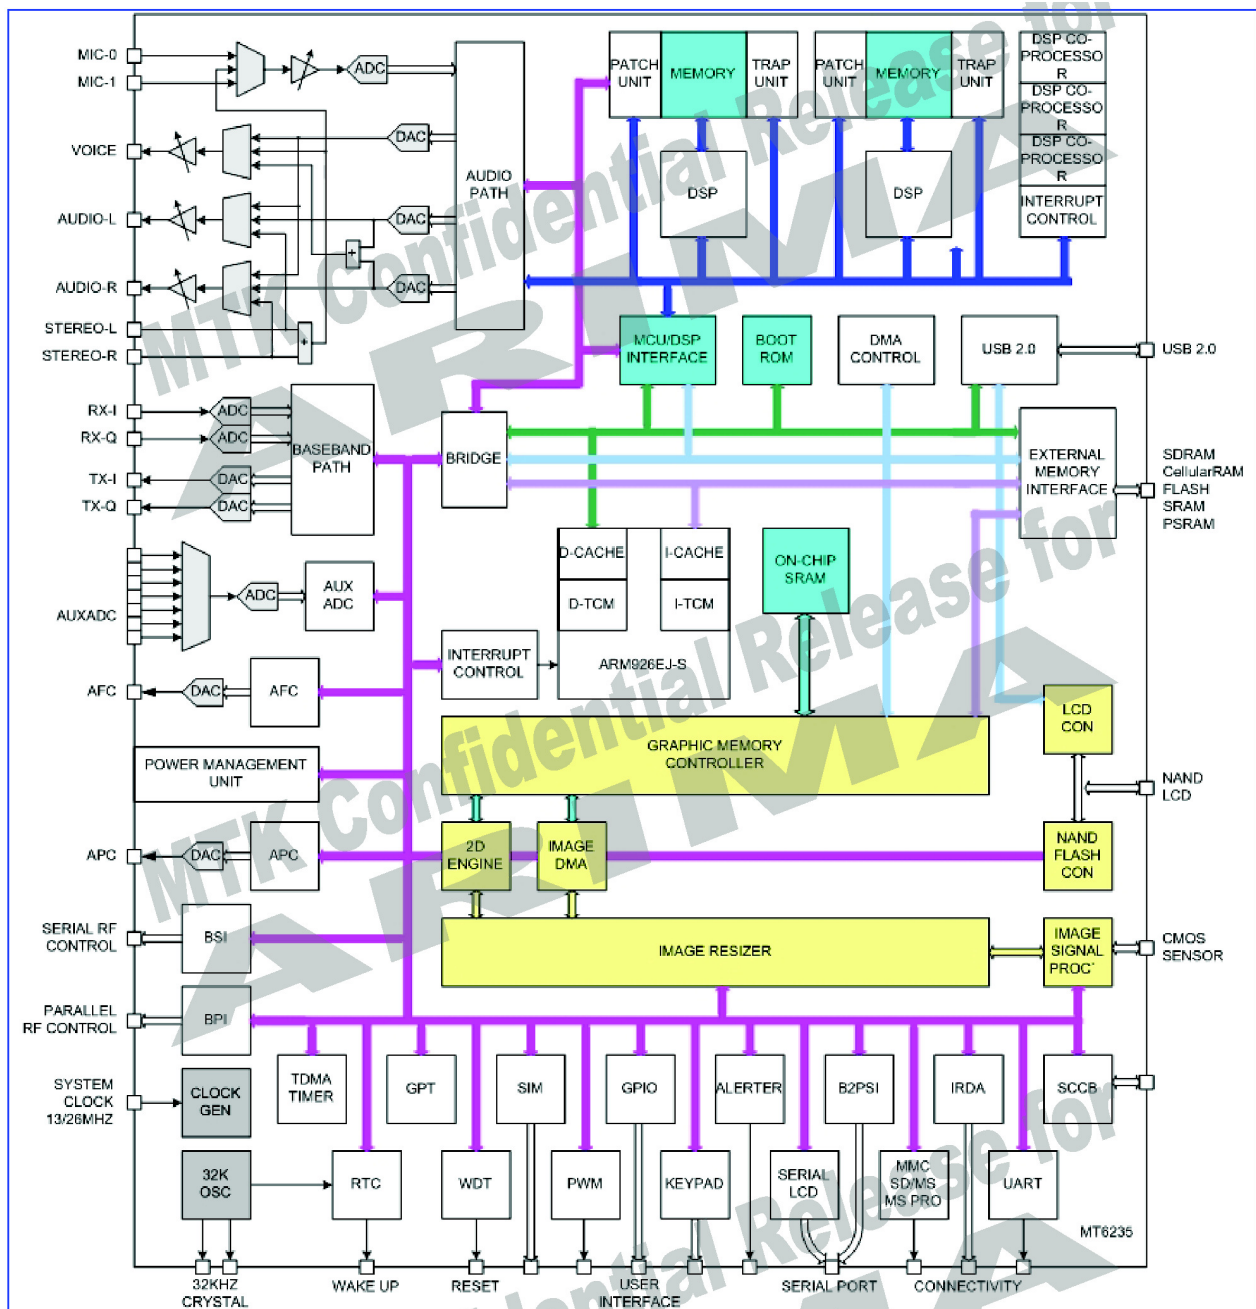 MIC-0
MIC-1
ADC
VOICE
DAC
AUDIO
PATH
AUDIO-L
DAC
+
AUDIO-R
DAC
STEREO-L
STEREO-R
+
PATCH
UNIT
MEMORY
TRAP
UNIT
PATCH
UNIT
MEMORY
TRAP
UNIT
DSP CO-
PROCESSO
R
DSP CO-
PROCESSO
R
DSP CO-
PROCESSO
R
INTERRUPT
CONTROL
DSP
DSP
MCU/DSP
INTERFACE
BOOT
ROM
DMA
CONTROL
USB 2.0
USB 2.0
RX-I
ADC
RX-Q
ADC
TX-I
DAC
TX-Q
DAC
BASEBAND
PATH
BRIDGE
EXTERNAL
MEMORY
INTERFACE
SDRAM
CellularRAM
FLASH
SRAM
PSRAM
D-CACHE
I-CACHE
D-TCM
I-TCM
ARM926EJ-S
ON-CHIP
SRAM
AUXADC
ADC
AUX
ADC
INTERRUPT
CONTROL
AFC
DAC
AFC
LCD
CON
GRAPHIC MEMORY
CONTROLLER
POWER MANAGEMENT
UNIT
NAND
LCD
APC
DAC
APC
2D
ENGINE
IMAGE
DMA
NAND
FLASH
CON
SERIAL RF
CONTROL
BSI
IMAGE RESIZER
IMAGE
SIGNAL
PROC'
CMOS
SENSOR
PARALLEL
RF CONTROL
BPI
SYSTEM
CLOCK
13/26MHZ
CLOCK
GEN
TDMA
TIMER
GPT
SIM
GPIO
ALERTER
B2PSI
IRDA
SCCB
32K
OSC
RTC
WDT
PWM
KEYPAD
SERIAL
LCD
MMC
SD/MS
MS PRO
UART
MT6235
32KHZ
CRYSTAL
WAKE UP
RESET
USER
INTERFACE
SERIAL PORT
CONNECTIVITY
MTK Confidential Release for
ARIMA
MTK Confidential Release for
ARIMA
Confidential Release for
ARIMA